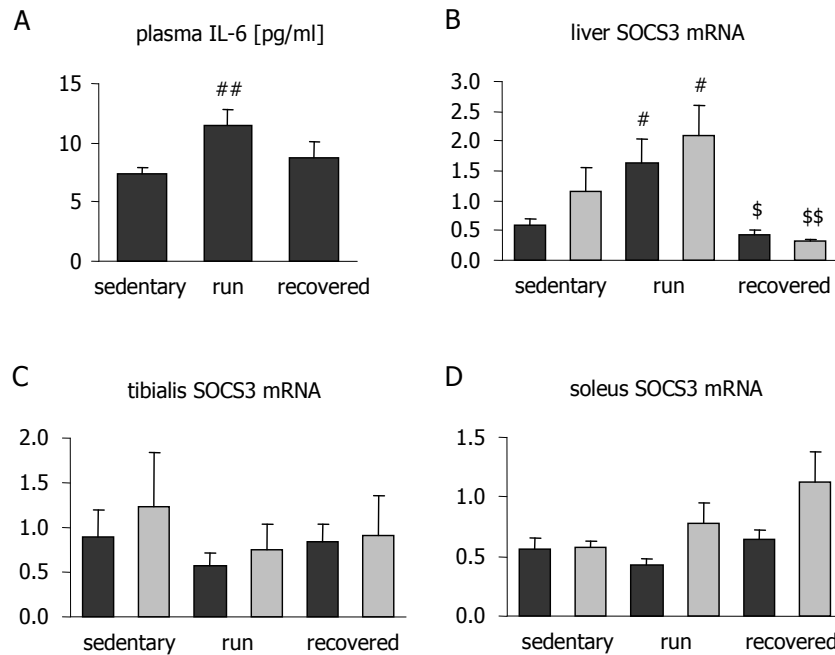 A
plasma IL-6 [pg/ml]
15
10
5
0
##
sedentary run recovered
B
liver SOCS3 mRNA
3.0
2.5
2.0
1.5
1.0
0.5
0.0
# # $ $$
sedentary run recovered
C
tibialis SOCS3 mRNA
2.0
1.5
1.0
0.5
0.0
sedentary run recovered
D
soleus SOCS3 mRNA
1.5
1.0
0.5
0.0
sedentary run recovered